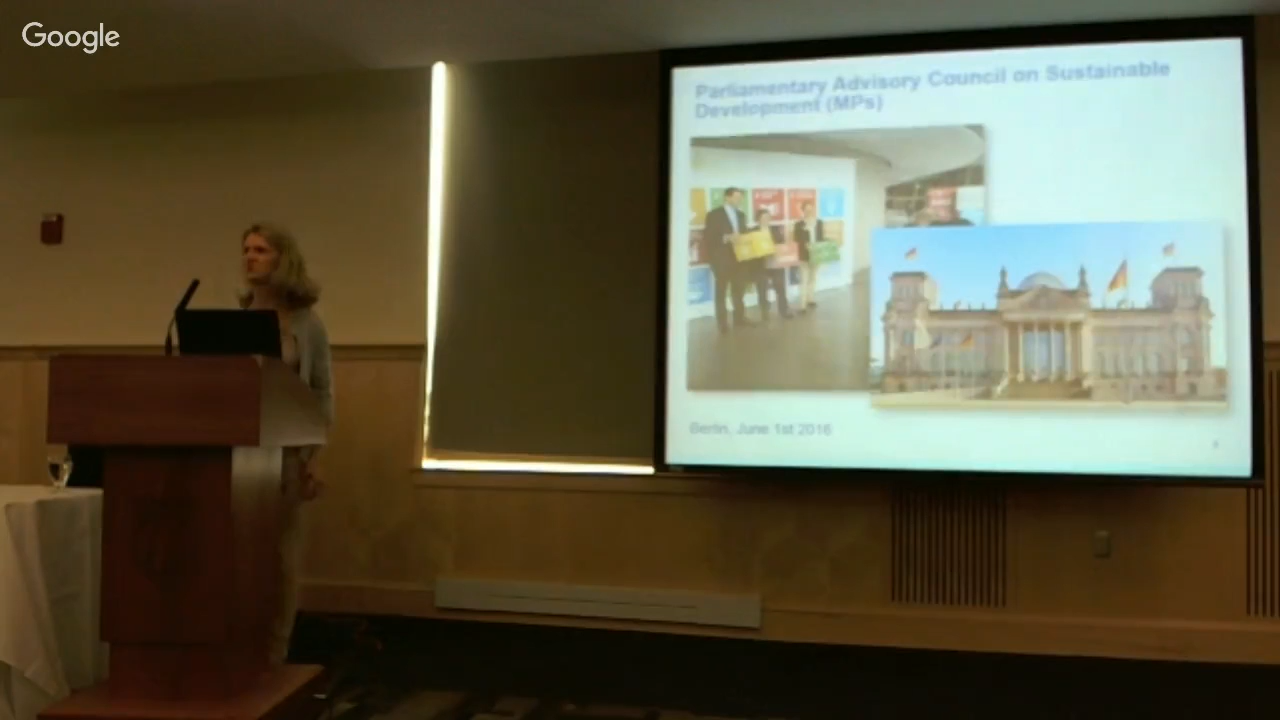 Google
Parliamentary Advisory Council on Sustainable
Development (MPs)
Berlin, June 1st 2016